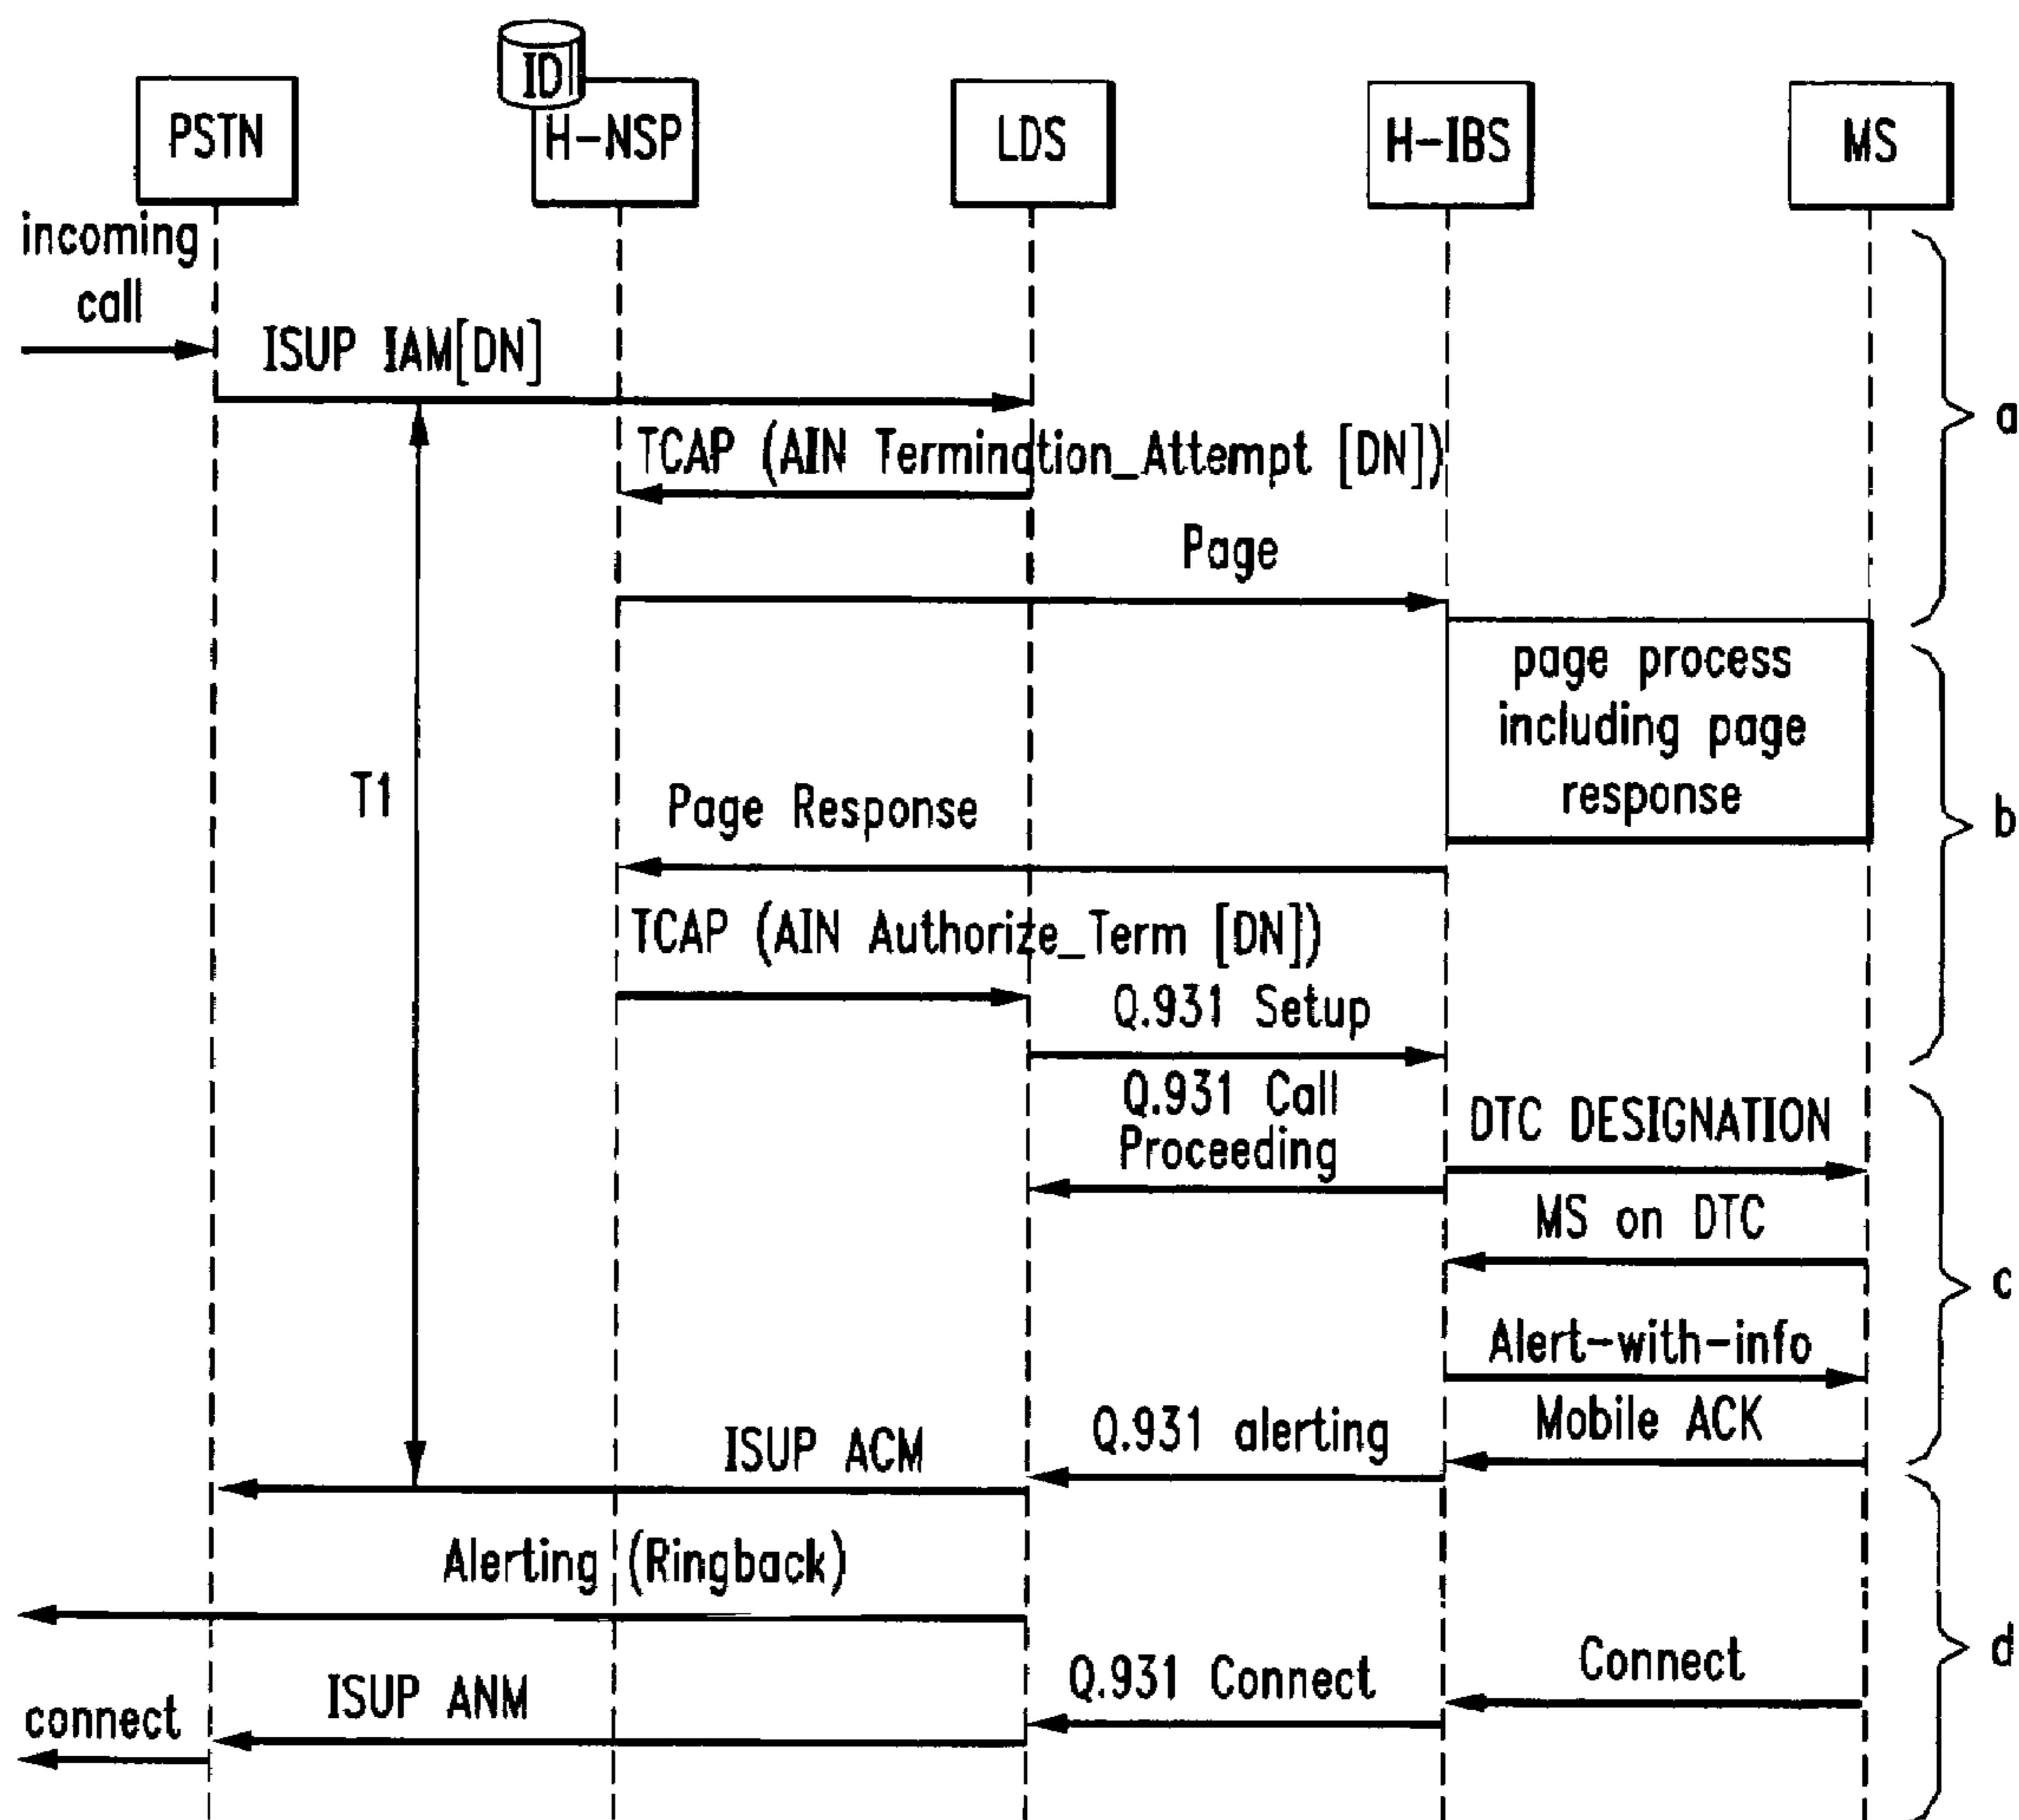 ID
PSTN
H-NSP
LDS
H-IBS
MS
incoming
call
ISUP IAM[DN]
a
TCAP (AIN Termination_Attempt [DN])
Page
page process
including page
response
T1
Page Response
b
TCAP (AIN Authorize_Term [DN])
Q.931 Setup
Q.931 Call
Proceeding
DTC DESIGNATION
MS on DTC
c
Alert-with-info
Mobile ACK
Q.931 alerting
ISUP ACM
Alerting (Ringback)
d
Connect
Q.931 Connect
ISUP ANM
connect